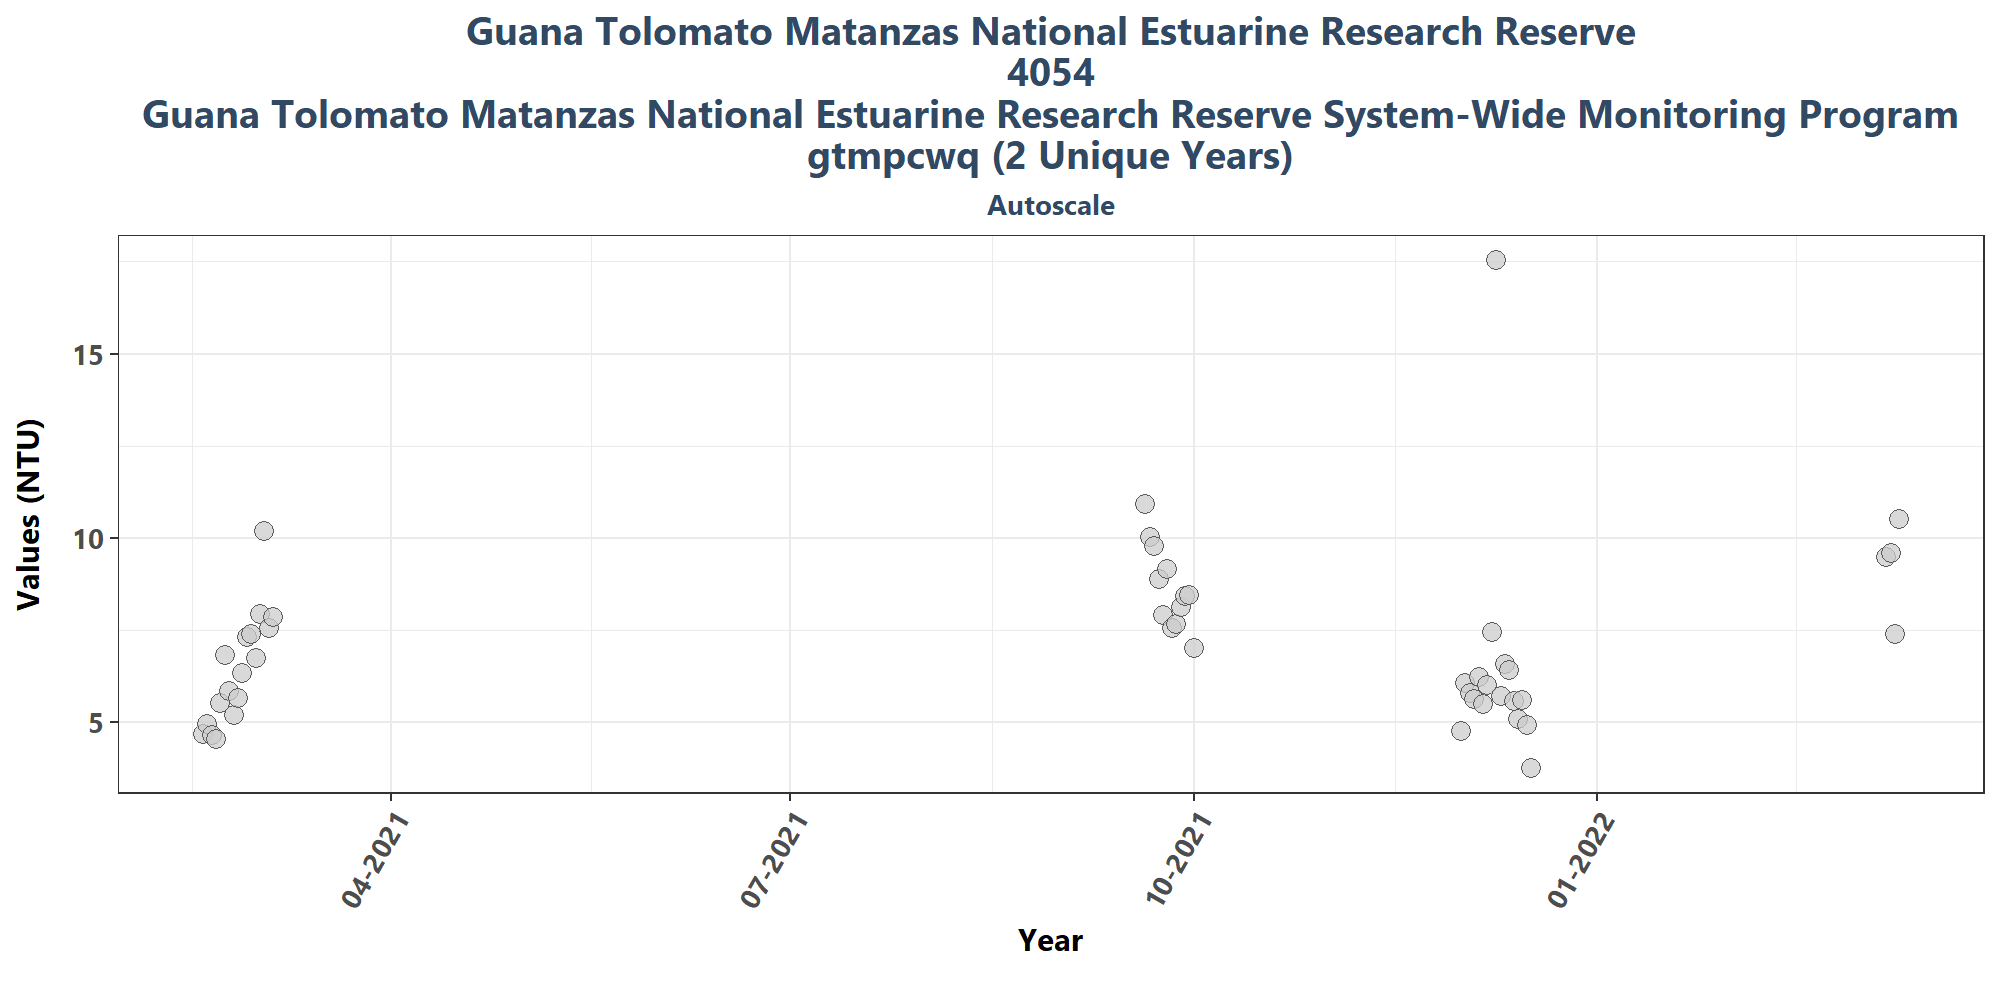 Guana Tolomato Matanzas National Estuarine Research Reserve
4054
Guana Tolomato Matanzas National Estuarine Research Reserve System-Wide Monitoring Program
gtmpcwq (2 Unique Years)
Autoscale
Values (NTU)
15
10
5
04-2021
07-2021
10-2021
01-2022
Year